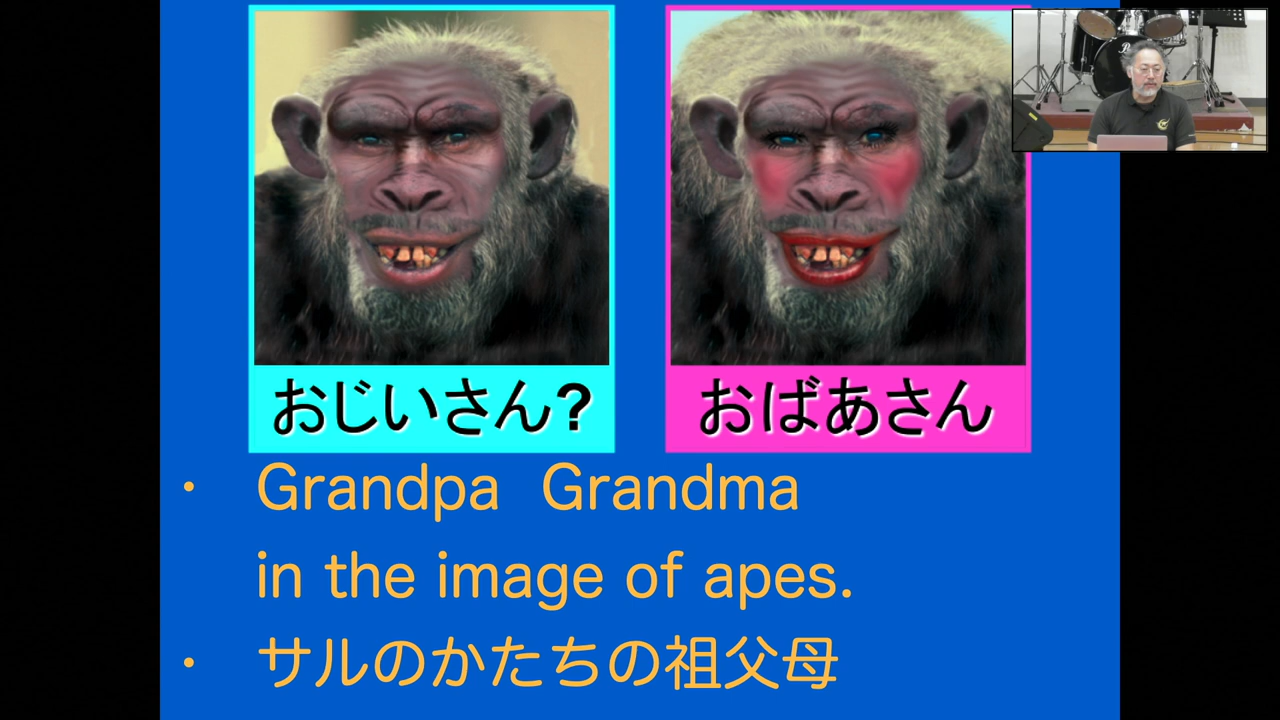 おじいさん?
おばあさん
・ Grandpa Grandma
in the image of apes.
・ サルのかたちの祖父母